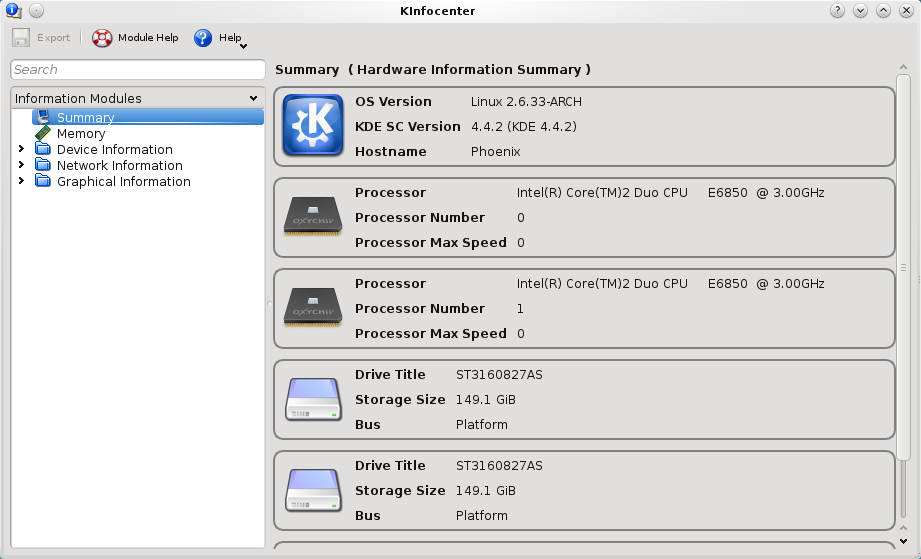 KInfocenter
Export Module Help Help
Search
Information Modules
Summary
Memory
Device Information
Network Information
Graphical Information
Summary ( Hardware Information Summary )
OS Version Linux 2.6.33-ARCH
KDE SC Version 4.4.2 (KDE 4.4.2)
Hostname Phoenix
OXYCHIP
Processor Intel(R) Core(TM)2 Duo CPU E6850 @ 3.00GHz
Processor Number 0
Processor Max Speed 0
OXYCHIP
Processor Intel(R) Core(TM)2 Duo CPU E6850 @ 3.00GHz
Processor Number 1
Processor Max Speed 0
Drive Title ST3160827AS
Storage Size 149.1 GiB
Bus Platform
Drive Title ST3160827AS
Storage Size 149.1 GiB
Bus Platform